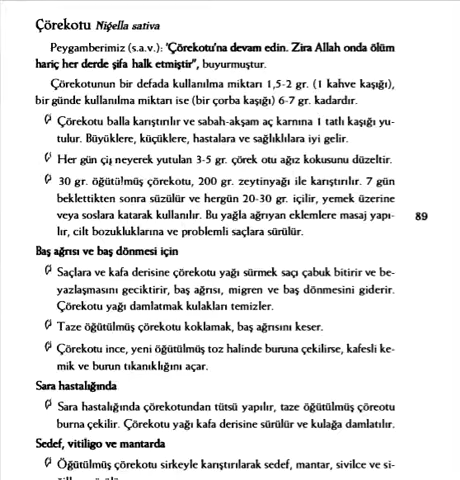 Çörekotu Nigella sativa
Peygamberimiz (s.a.v.): "Çörekotu'na devam edin. Zira Allah onda ölüm
hariç her derde şifa halk etmiştir", buyurmuştur.
Çörekotunun bir defada kullanılma miktarı 1,5-2 gr. (1 kahve kaşığı),
bir günde kullanılma miktarı ise (bir çorba kaşığı) 6-7 gr. kadardır.
Çörekotu balla karıştırılır ve sabah-akşam aç karnına 1 tatlı kaşığı yu-
tulur. Büyüklere, küçüklere, hastalara ve sağlıklılara iyi gelir.
Her gün çiğneyerek yutulan 3-5 gr. çörek otu ağız kokusunu düzeltir.
30 gr. öğütülmüş çörekotu, 200 gr. zeytinyağı ile karıştırılır. 7 gün
beklettikten sonra süzülür ve hergün 20-30 gr. içilir, yemek üzerine
veya soslara katarak kullanılır. Bu yağla ağrıyan eklemlere masaj yapı-
lır, cilt bozukluklarına ve problemli saçlara sürülür.
89
Baş ağrısı ve baş dönmesi için
Saçlara ve kafa derisine çörekotu yağı sürmek saçı çabuk bitirir ve be-
yazlaşmasını geciktirir, baş ağrısı, migren ve baş dönmesini giderir.
Çörekotu yağı damlatmak kulakları temizler.
Taze öğütülmüş çörekotu koklamak, baş ağrısını keser.
Çörekotu ince, yeni öğütülmüş toz halinde buruna çekilirse, kafesli ke-
mik ve burun tıkanıklığını açar.
Sara hastalığında
Sara hastalığında çörekotundan tütsü yapılır, taze öğütülmüş çöreotu
burna çekilir. Çörekotu yağı kafa derisine sürülür ve kulağa damlatılır.
Sedef, vitiligo ve mantarda
Öğütülmüş çörekotu sirkeyle karıştırılarak sedef, mantar, sivilce ve si-